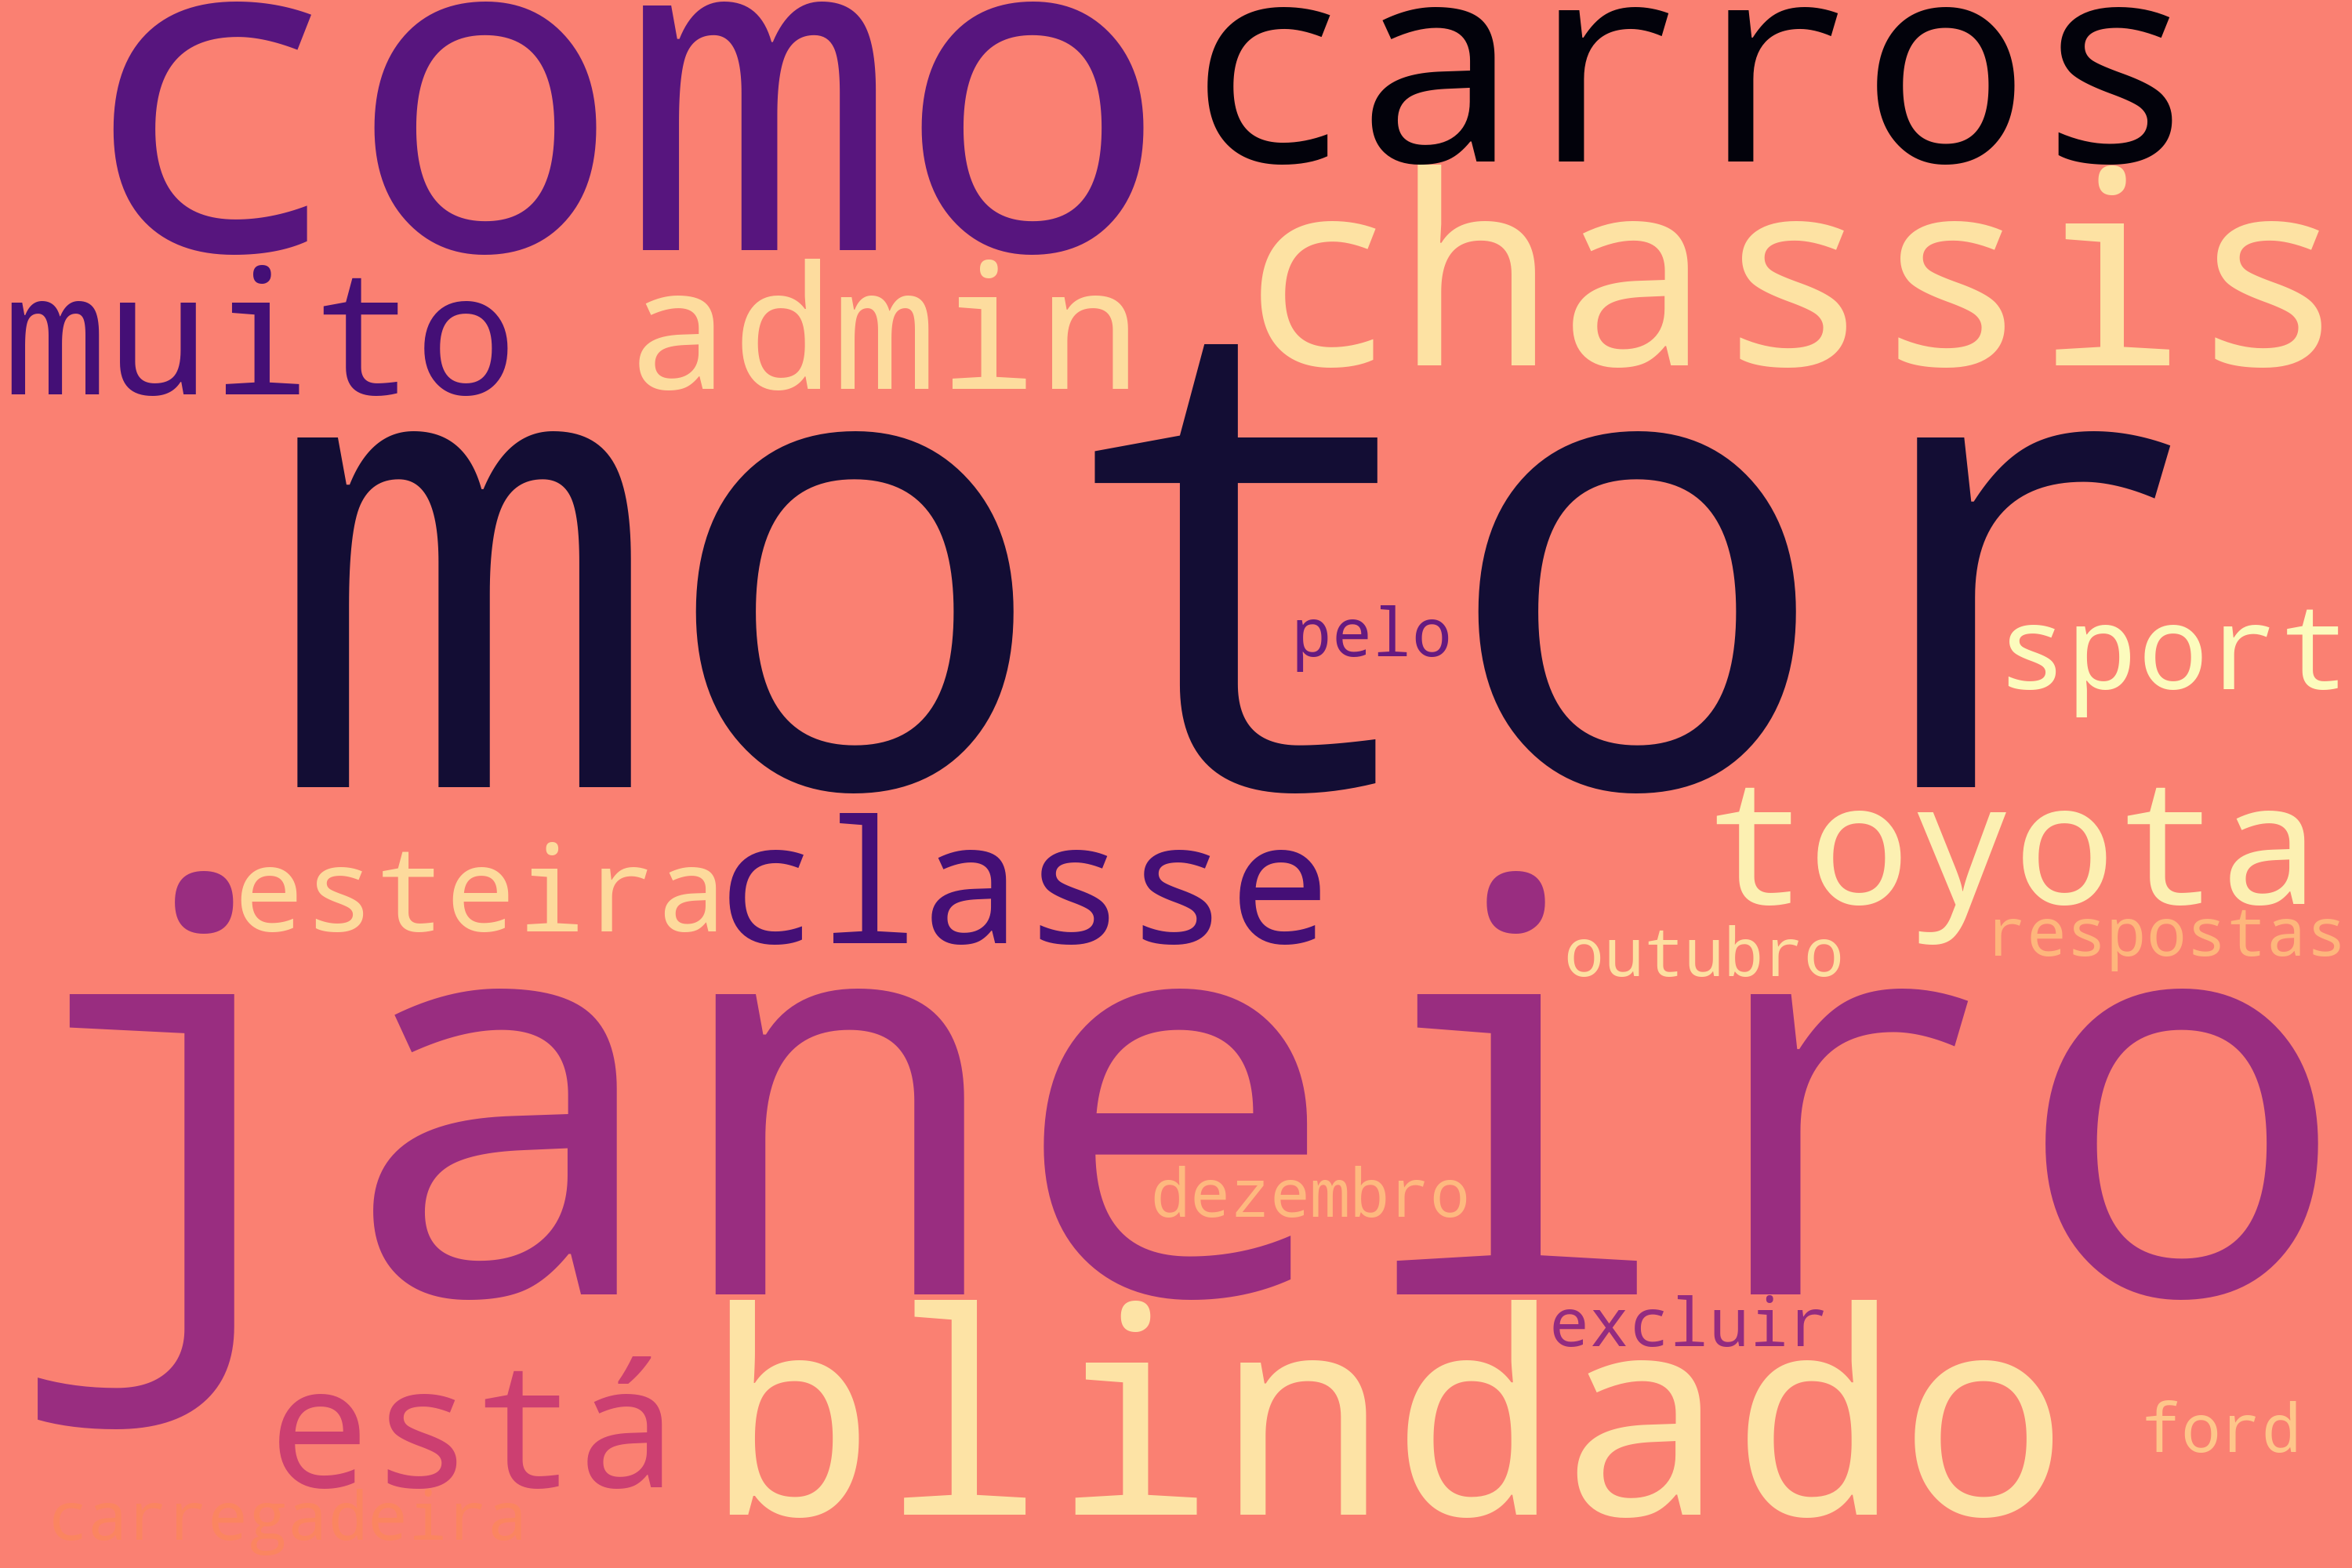 como carros
chassis
muito admin
motor
pelo sport
toyota
esteira classe
outubro respostas
janeiro
dezembro
excluir
está blindado ford
carregadeira